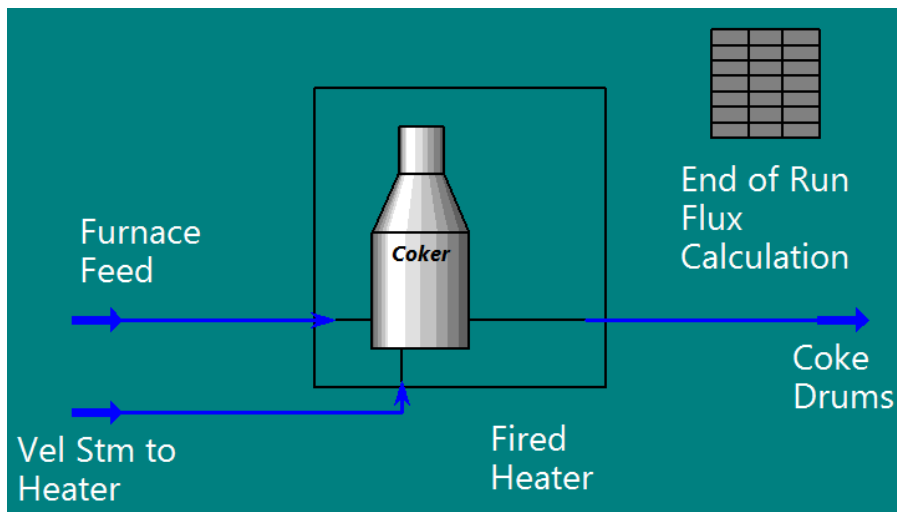 End of Run
Flux
Calculation
Furnace
Feed
Coker
Coke
Drums
Vel Stm to
Heater
Fired
Heater